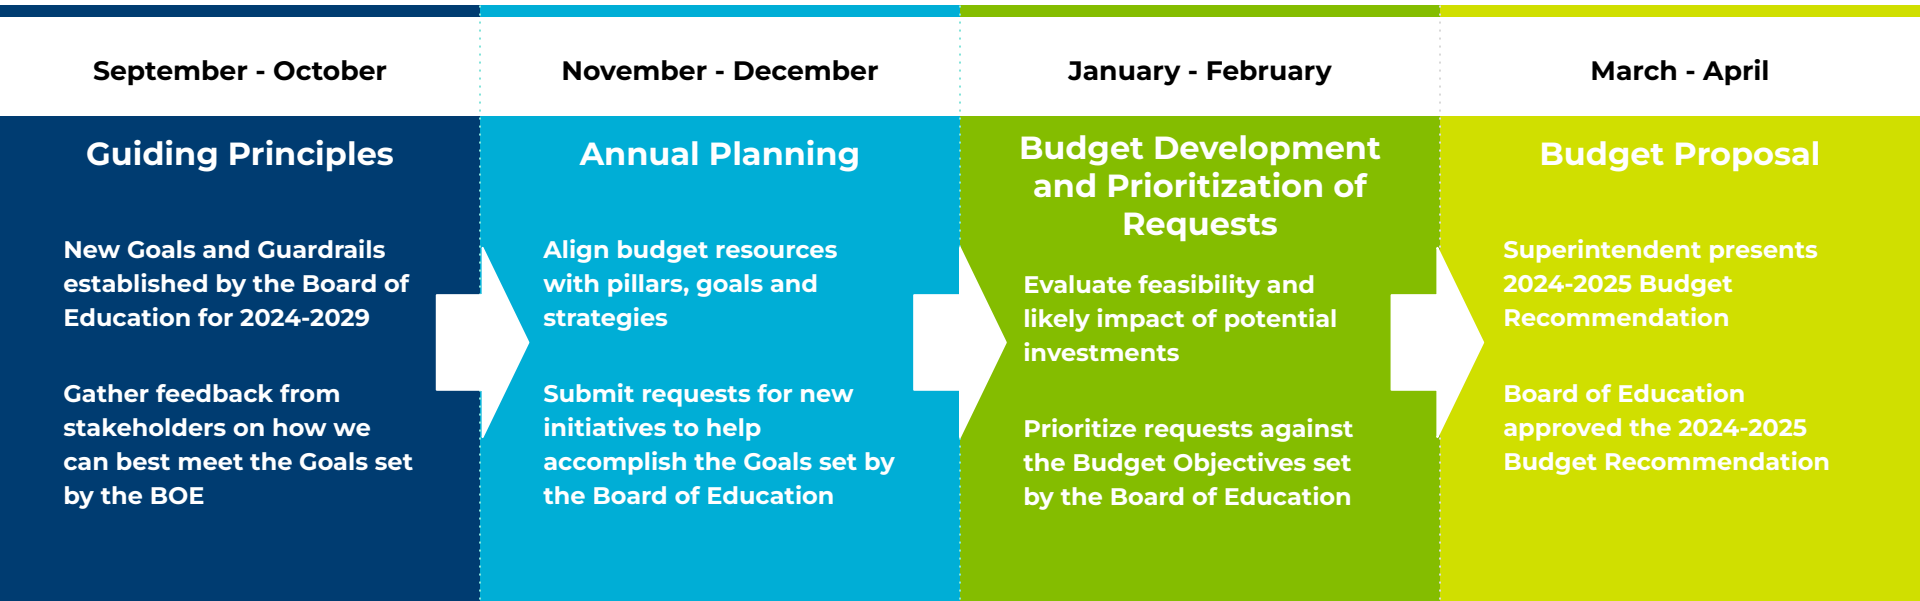 September - October
Guiding Principles
New Goals and Guardrails
established by the Board of
Education for 2024-2029
Gather feedback from
stakeholders on how we
can best meet the Goals set
by the BOE
November - December
Annual Planning
Align budget resources
with pillars, goals and
strategies
Submit requests for new
initiatives to help
accomplish the Goals set by
the Board of Education
January - February
Budget Development
and Prioritization of
Requests
Evaluate feasibility and
likely impact of potential
investments
Prioritize requests against
the Budget Objectives set
by the Board of Education
March - April
Budget Proposal
Superintendent presents
2024-2025 Budget
Recommendation
Board of Education
approved the 2024-2025
Budget Recommendation